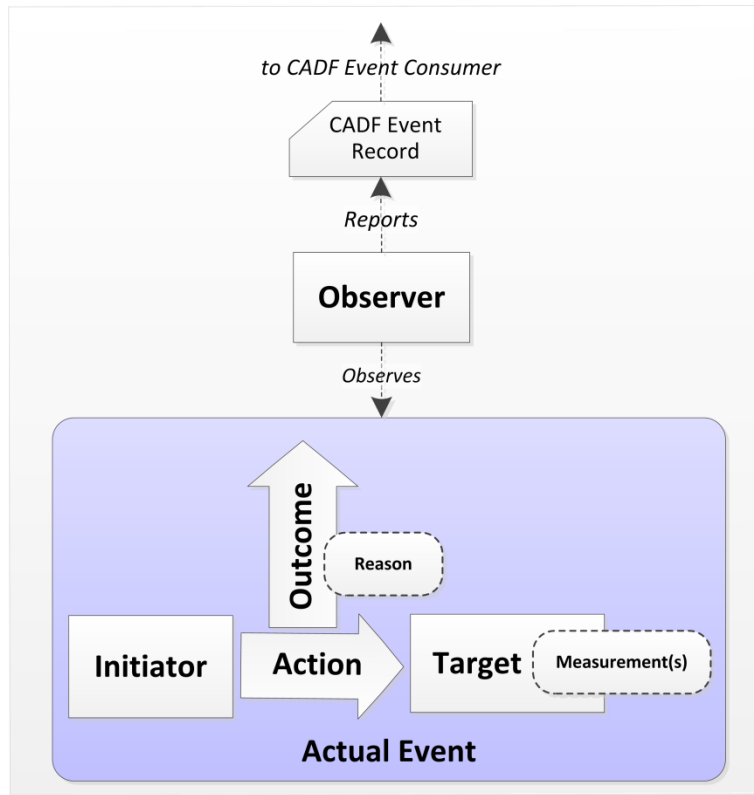 to CADF Event Consumer
CADF Event
Record
Reports
Observer
Observes
Outcome
Reason
Initiator
Action
Target
Measurement(s)
Actual Event